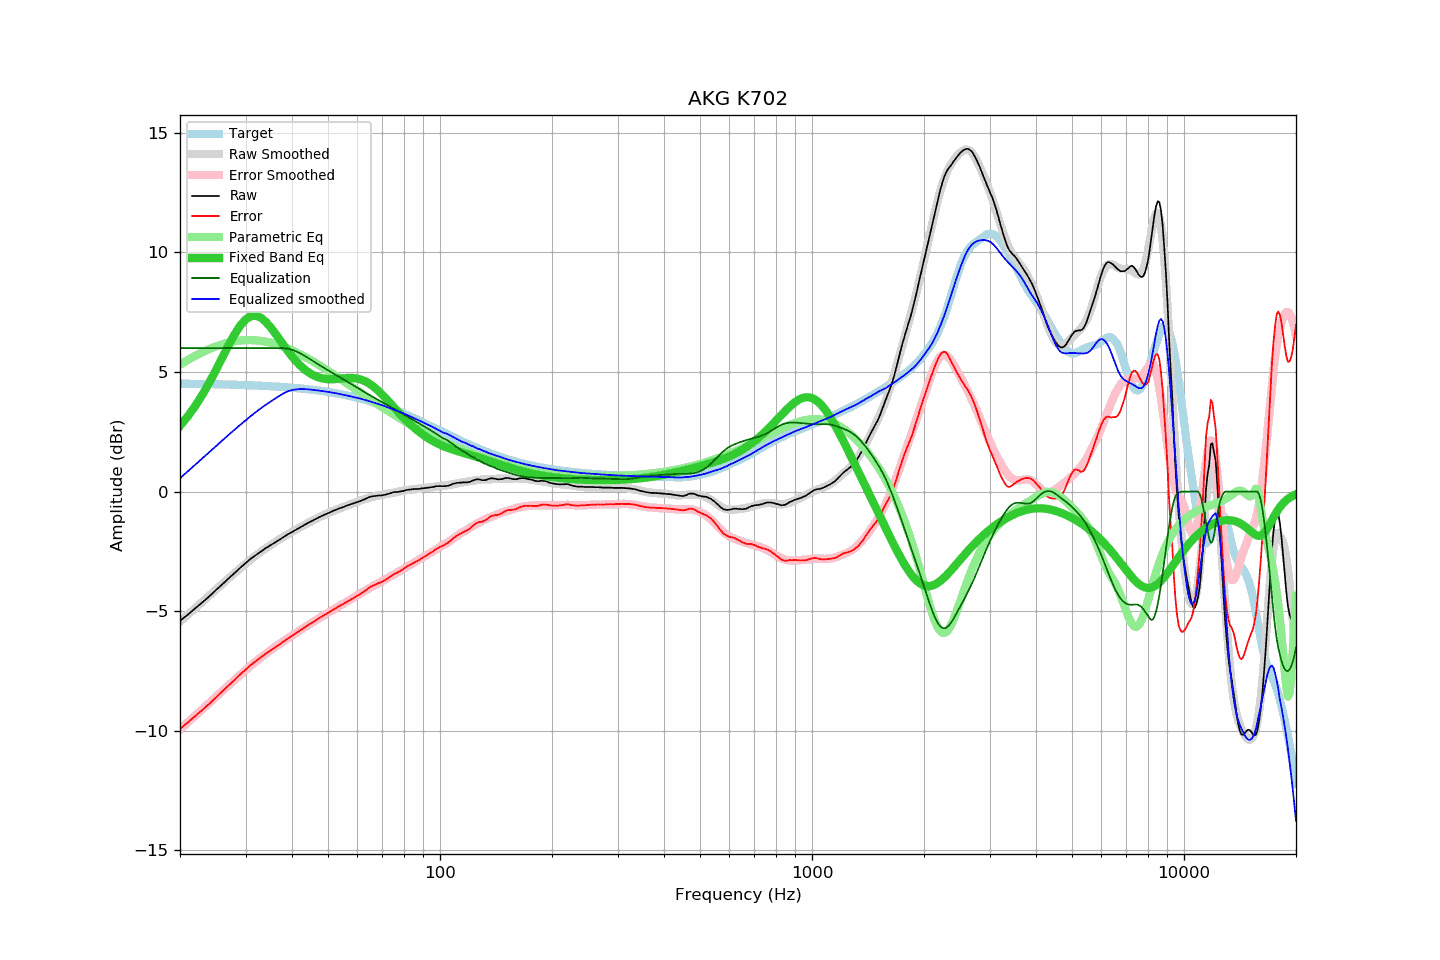 AKG K702
Target
Raw Smoothed
Error Smoothed
Raw
Error
Parametric Eq
Fixed Band Eq
Equalization
Equalized smoothed
15
10
5
0
−5
−10
−15
Amplitude (dBr)
100
1000
10000
Frequency (Hz)